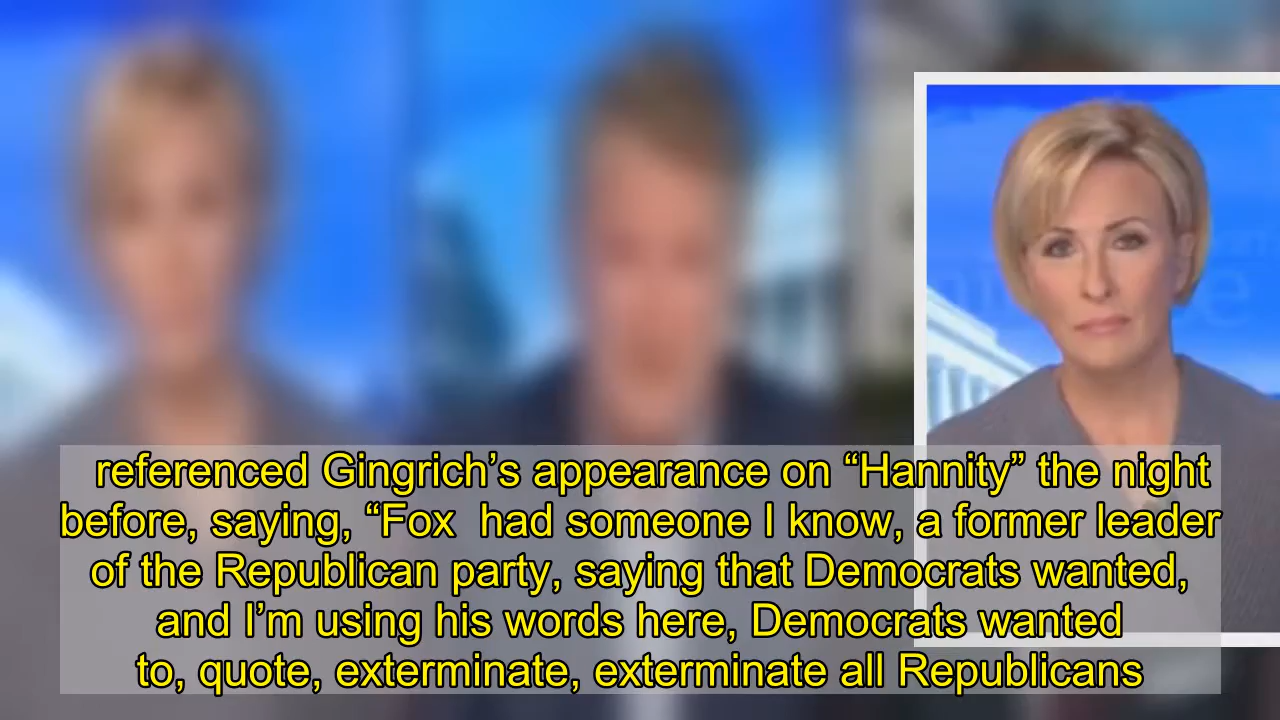 referenced Gingrich’s appearance on “Hannity” the night
before, saying, “Fox  had someone I know, a former leader
of the Republican party, saying that Democrats wanted,
and I’m using his words here, Democrats wanted
to, quote, exterminate, exterminate all Republicans